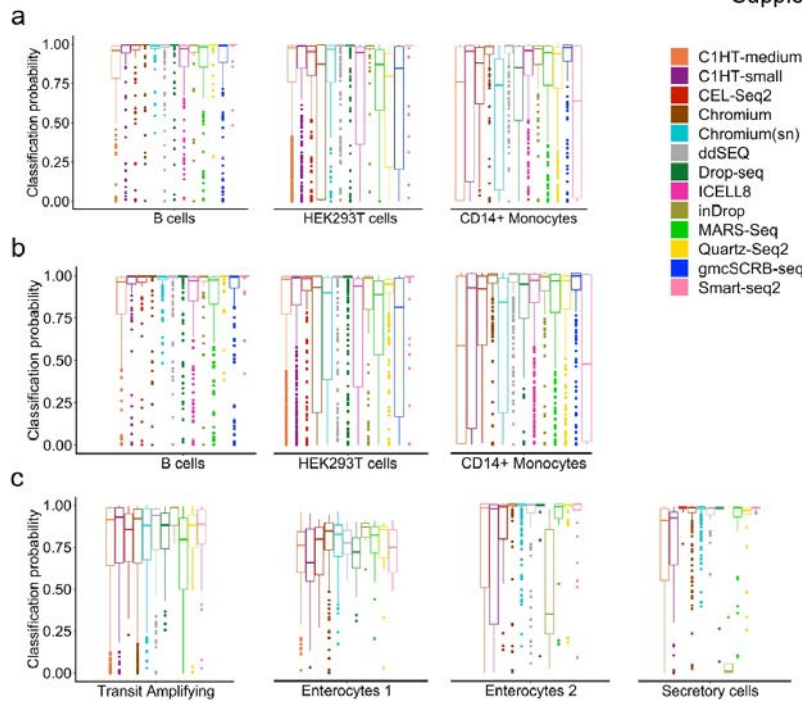 Supple
a
Classification probability
1.00
0.75
0.50
0.25
0.00
B cells
HEK293T cells
CD14+ Monocytes
C1HT-medium
C1HT-small
CEL-Seq2
Chromium
Chromium(sn)
ddSEQ
Drop-seq
ICELL8
inDrop
MARS-Seq
Quartz-Seq2
gmcSCRB-seq
Smart-seq2
b
Classification probability
1.00
0.75
0.50
0.25
0.00
B cells
HEK293T cells
CD14+ Monocytes
c
Classification probability
1.00
0.75
0.50
0.25
0.00
Transit Amplifying
Enterocytes 1
Enterocytes 2
Secretory cells